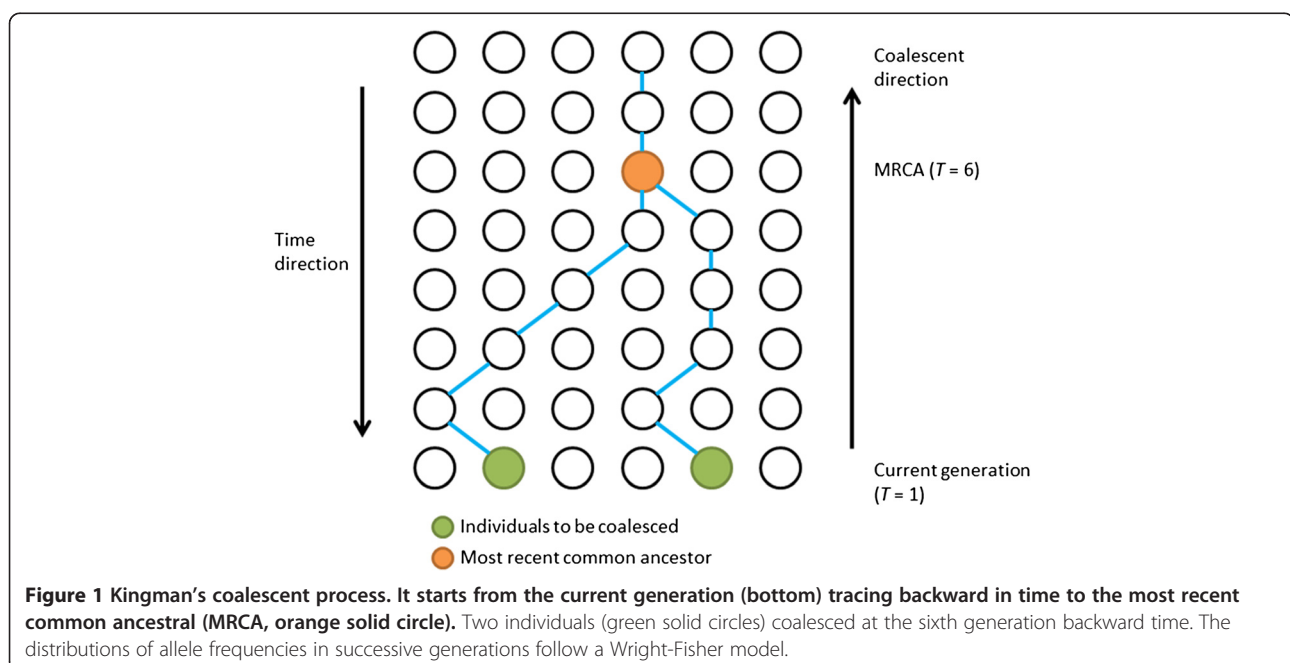 Coalescent
direction
MRCA (T = 6)
Time
direction
Current generation
(T = 1)
Individuals to be coalesced
Most recent common ancestor
Figure 1 Kingman's coalescent process. It starts from the current generation (bottom) tracing backward in time to the most recent
common ancestral (MRCA, orange solid circle). Two individuals (green solid circles) coalesced at the sixth generation backward time. The
distributions of allele frequencies in successive generations follow a Wright-Fisher model.